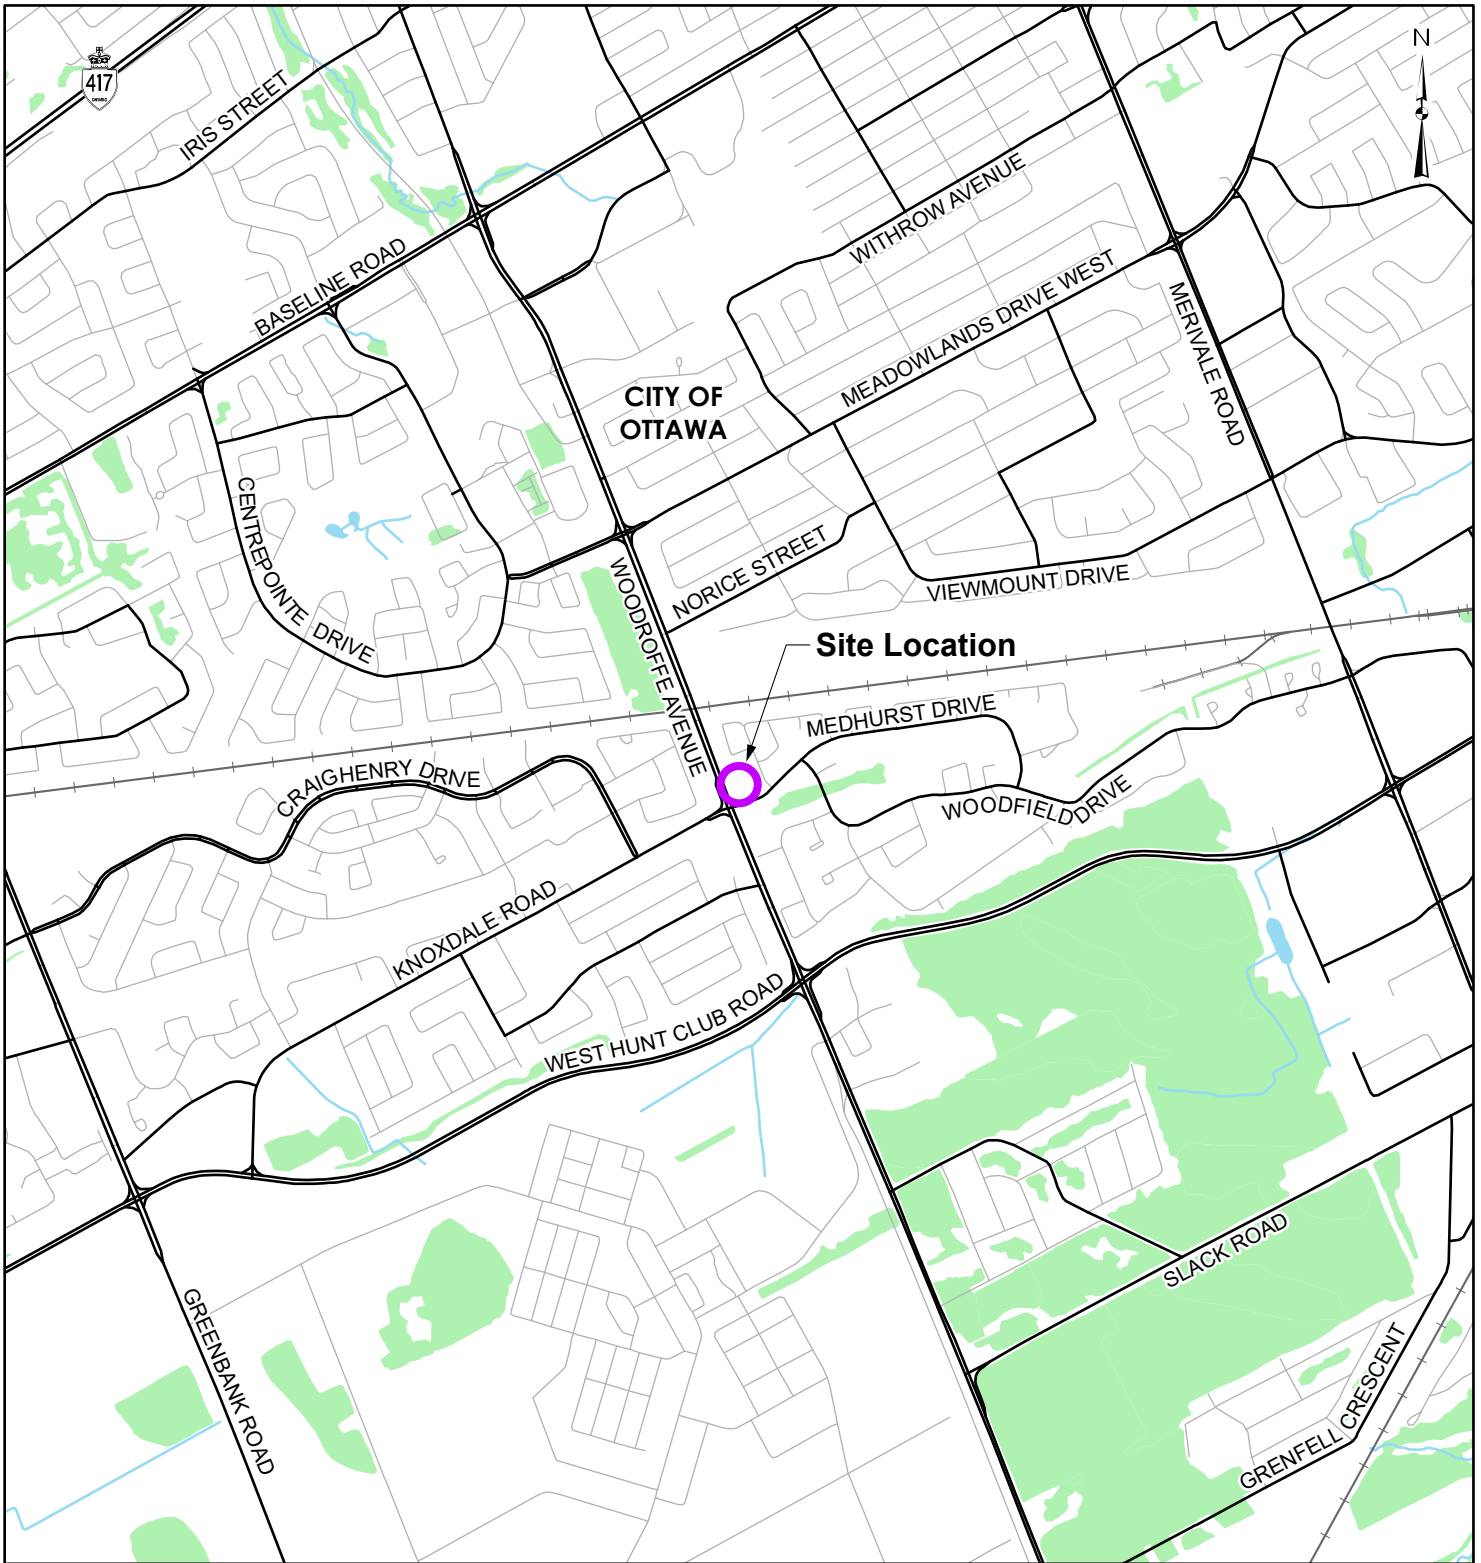 N
417
ONTARIO
IRIS STREET
WITHROW AVENUE
BASELINE ROAD
MEADOWLANDS DRIVE WEST
MERIVALE ROAD
CITY OF
OTTAWA
CENTREPOINTE DRIVE
NORICE STREET
VIEWMOUNT DRIVE
WOODROFFE AVENUE
Site Location
MEDHURST DRIVE
CRAIGHENRY DRIVE
WOODFIELD DRIVE
KNOXDALE ROAD
WEST HUNT CLUB ROAD
SLACK ROAD
GREENBANK ROAD
GRENFELL CRESCENT